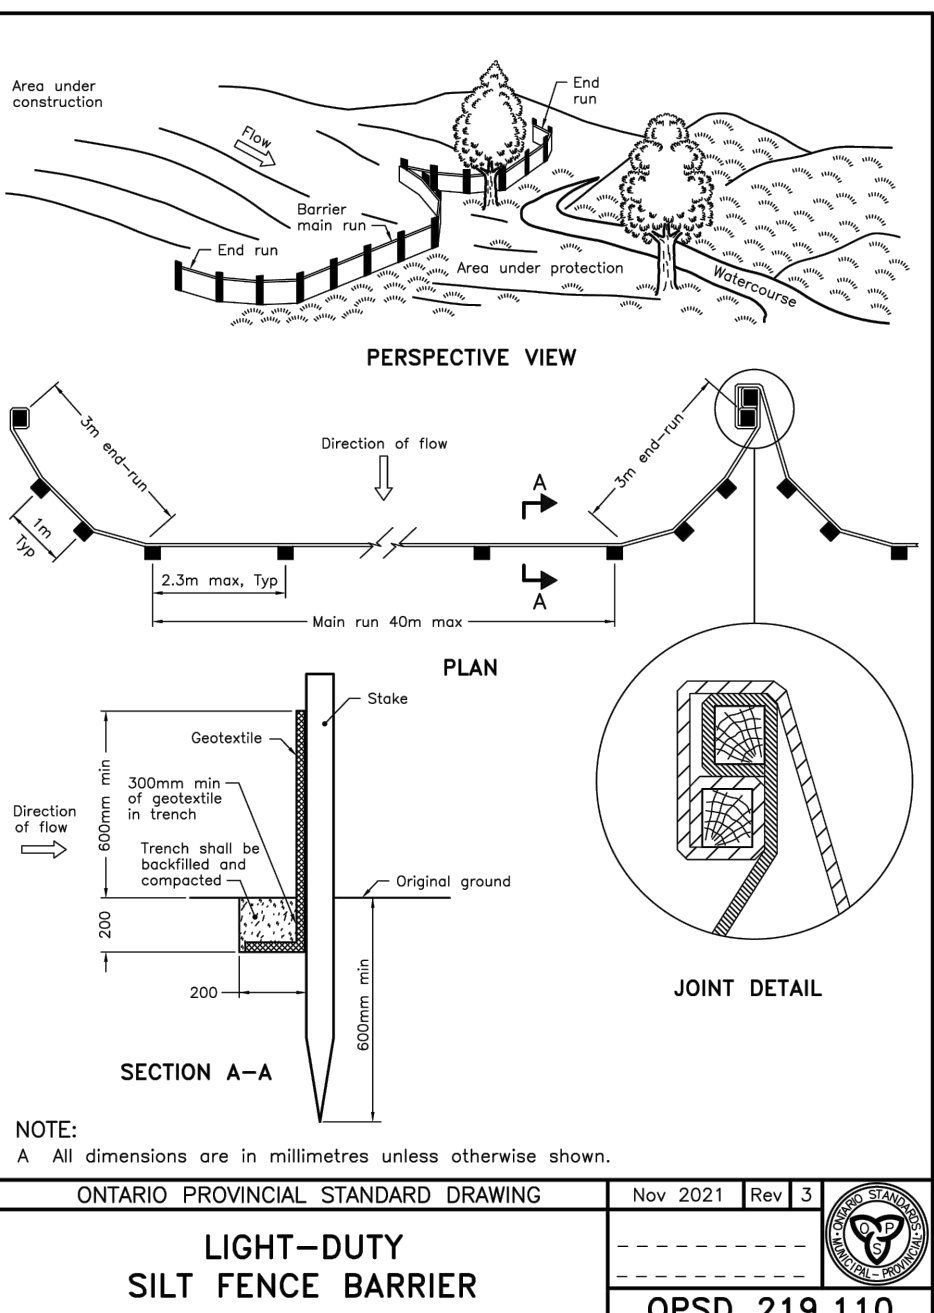 Area under
construction
Flow
End
run
Barrier
main run
End run
Area under protection
Watercourse
PERSPECTIVE VIEW
3m end-run
Direction of flow
3m end-run
A
1m
Typ
2.3m max, Typ
A
Main run 40m max
PLAN
Stake
Geotextile
600mm min
300mm min
of geotextile
in trench
Direction
of flow
Trench shall be
backfilled and
compacted
Original ground
200
200
600mm min
JOINT DETAIL
SECTION A-A
NOTE:
A All dimensions are in millimetres unless otherwise shown.
ONTARIO PROVINCIAL STANDARD DRAWING
Nov 2021 Rev 3
ONTARIO STANDARDS
MUNICIPAL-PROVINCIAL
O P S
LIGHT-DUTY
SILT FENCE BARRIER
OPSD 219.110